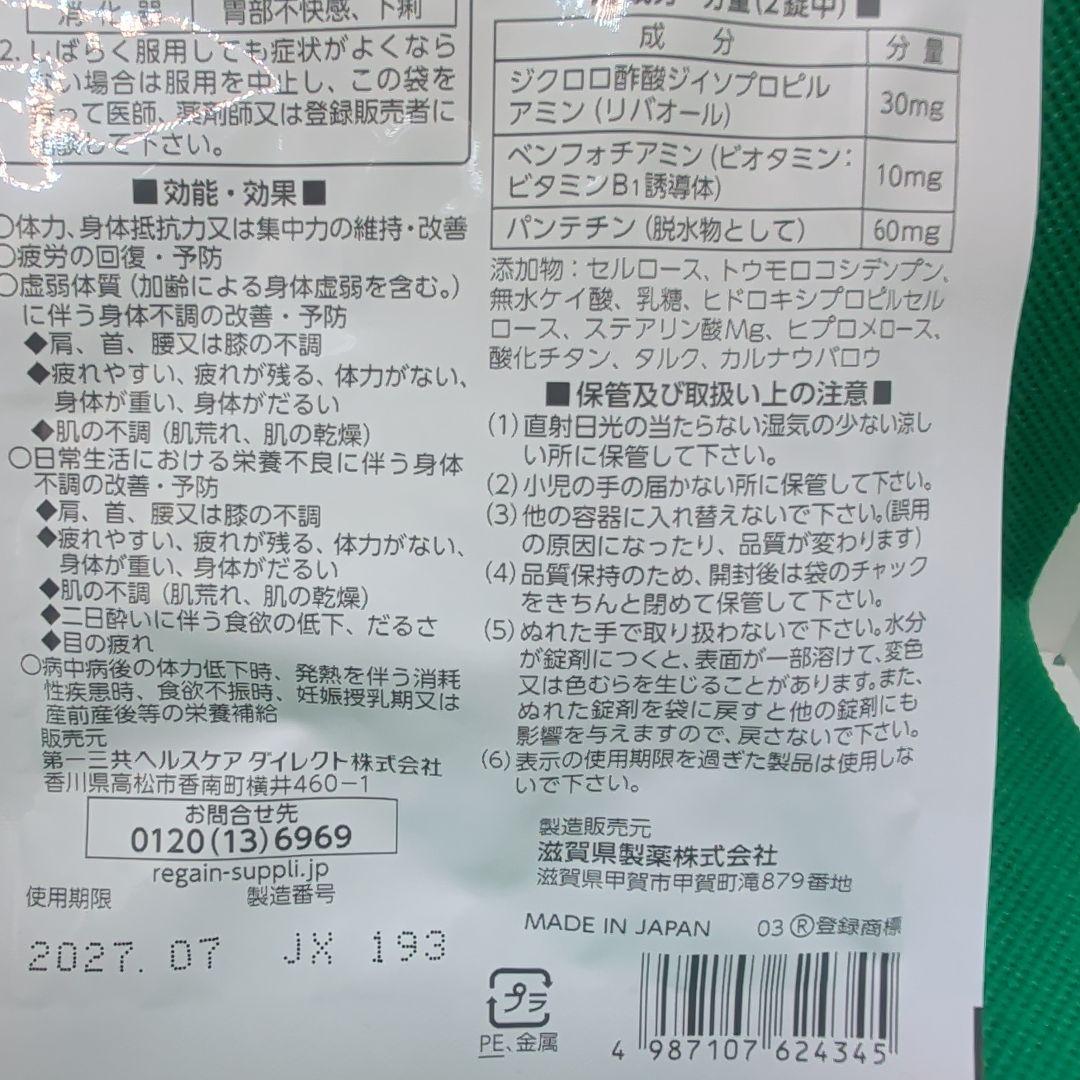 消化器 胃部不快感、下痢
2.しばらく服用しても症状がよくなら
ない場合は服用を中止し、この袋を
って医師、薬剤師又は登録販売者に
して下さい。
■効能・効果■
○体力、身体抵抗力又は集中力の維持・改善
○疲労の回復・予防
○虚弱体質（加齢による身体虚弱を含む。）
に伴う身体不調の改善・予防
◆肩、首、腰又は膝の不調
◆疲れやすい、疲れが残る、体力がない、
身体が重い、身体がだるい
◆肌の不調（肌荒れ、肌の乾燥）
○日常生活における栄養不良に伴う身体
不調の改善・予防
◆肩、首、腰又は膝の不調
◆疲れやすい、疲れが残る、体力がない、
身体が重い、身体がだるい
◆肌の不調（肌荒れ、肌の乾燥）
◆二日酔いに伴う食欲の低下、だるさ
◆目の疲れ
○病中病後の体力低下時、発熱を伴う消耗
性疾患時、食欲不振時、妊娠授乳期又は
産前産後等の栄養補給
販売元
第一三共ヘルスケア ダイレクト株式会社
香川県高松市香南町横井460-1
お問合せ先
0120(13)6969
regain-suppli.jp
使用期限 製造番号
2027.07 JX 193
分量(2錠中)■
成分 分量
ジクロロ酢酸ジイソプロピル
アミン（リバオール） 30mg
ベンフォチアミン（ビオタミン：
ビタミンB1誘導体） 10mg
パンテチン（脱水物として） 60mg
添加物：セルロース、トウモロコシデンプン、
無水ケイ酸、乳糖、ヒドロキシプロピルセル
ロース、ステアリン酸Mg、ヒプロメロース、
酸化チタン、タルク、カルナウバロウ
■保管及び取扱い上の注意■
(1)直射日光の当たらない湿気の少ない涼し
い所に保管して下さい。
(2)小児の手の届かない所に保管して下さい。
(3)他の容器に入れ替えないで下さい。(誤用
の原因になったり、品質が変わります)
(4)品質保持のため、開封後は袋のチャック
をきちんと閉めて保管して下さい。
(5)ぬれた手で取り扱わないで下さい。水分
が錠剤につくと、表面が一部溶けて、変色
又は色むらを生じることがあります。また、
ぬれた錠剤を袋に戻すと他の錠剤にも
影響を与えますので、戻さないで下さい。
(6)表示の使用期限を過ぎた製品は使用しな
いで下さい。
製造販売元
滋賀県製薬株式会社
滋賀県甲賀市甲賀町滝879番地
MADE IN JAPAN 03 ®登録商標
プラ
PE、金属
4 987107 624345